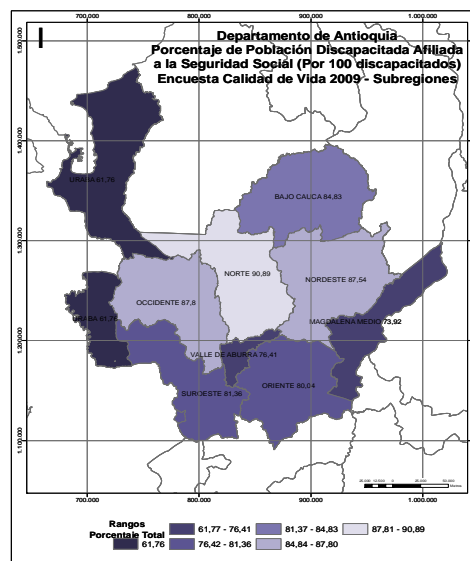 700.000 800.000 900.000 1.000.000
I
Departamento de Antioquia
Porcentaje de Población Discapacitada Afiliada
a la Seguridad Social (Por 100 discapacitados)
Encuesta Calidad de Vida 2009 - Subregiones
1.500.000
1.400.000
1.300.000
1.200.000
1.100.000
URABA 61,76
BAJO CAUCA 84,83
NORTE 90,89
NORDESTE 87,54
OCCIDENTE 87,8
URABA 61,76
MAGDALENA MEDIO 73,92
VALLE DE ABURRA 76,41
SUROESTE 81,36
ORIENTE 80,04
700.000 800.000 900.000 1.000.000
Rangos
Porcentaje Total
61,76
61,77 - 76,41
76,42 - 81,36
81,37 - 84,83
84,84 - 87,80
87,81 - 90,89